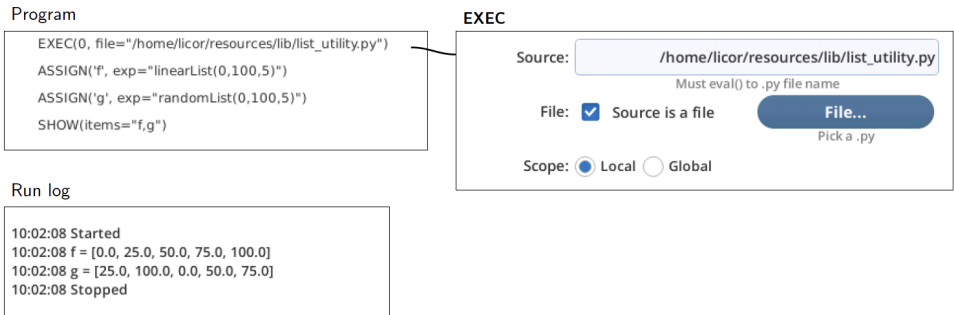 Program
EXEC(0, file="/home/licor/resources/lib/list_utility.py")
ASSIGN('f', exp="linearList(0,100,5)")
ASSIGN('g', exp="randomList(0,100,5)")
SHOW(items="f,g")
EXEC
Source: /home/licor/resources/lib/list_utility.py
Must eval() to .py file name
File: Source is a file File...
Pick a .py
Scope: Local Global
Run log
10:02:08 Started
10:02:08 f = [0.0, 25.0, 50.0, 75.0, 100.0]
10:02:08 g = [25.0, 100.0, 0.0, 50.0, 75.0]
10:02:08 Stopped